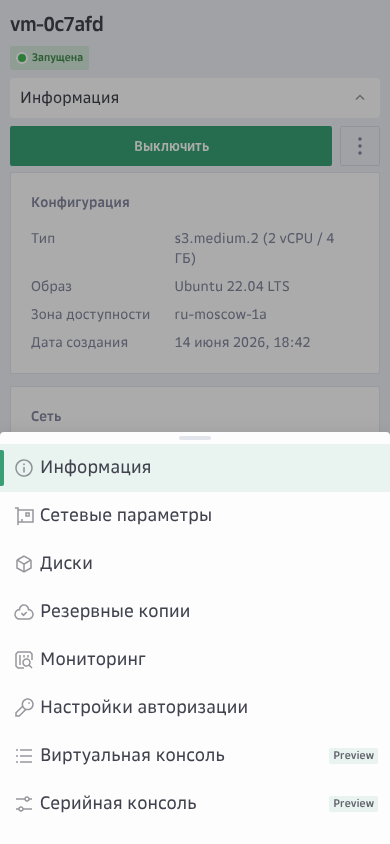 vm-0c7afd
Запущена
Информация
Выключить
Конфигурация
Тип s3.medium.2 (2 vCPU / 4
ГБ)
Образ Ubuntu 22.04 LTS
Зона доступности ru-moscow-1a
Дата создания 14 июня 2026, 18:42
Сеть
Информация
Сетевые параметры
Диски
Резервные копии
Мониторинг
Настройки авторизации
Виртуальная консоль Preview
Серийная консоль Preview